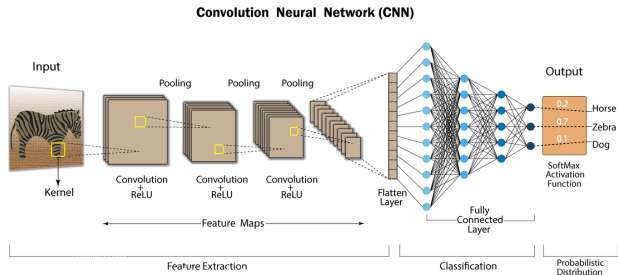 Convolution Neural Network (CNN)
Input
Pooling
Pooling
Pooling
Output
0.2
Horse
0.7
Zebra
0.1
Dog
Kernel
Convolution
+
ReLU
Convolution
+
ReLU
Convolution
+
ReLU
Flatten
Layer
SoftMax
Activation
Function
Feature Maps
Fully
Connected
Layer
Feature Extraction
Classification
Probabilistic
Distribution